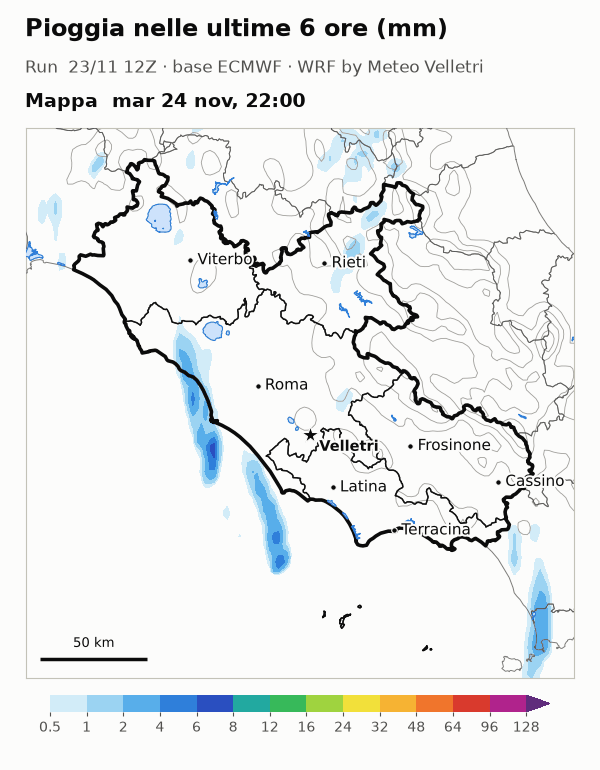 Pioggia nelle ultime 6 ore (mm)
Run  23/11 12Z · base ECMWF · WRF by Meteo Velletri
Mappa  mar 24 nov, 22:00
Viterbo
Rieti
Roma
Velletri
Frosinone
Latina
Cassino
Terracina
50 km
0.5 1 2 4 6 8 12 16 24 32 48 64 96 128